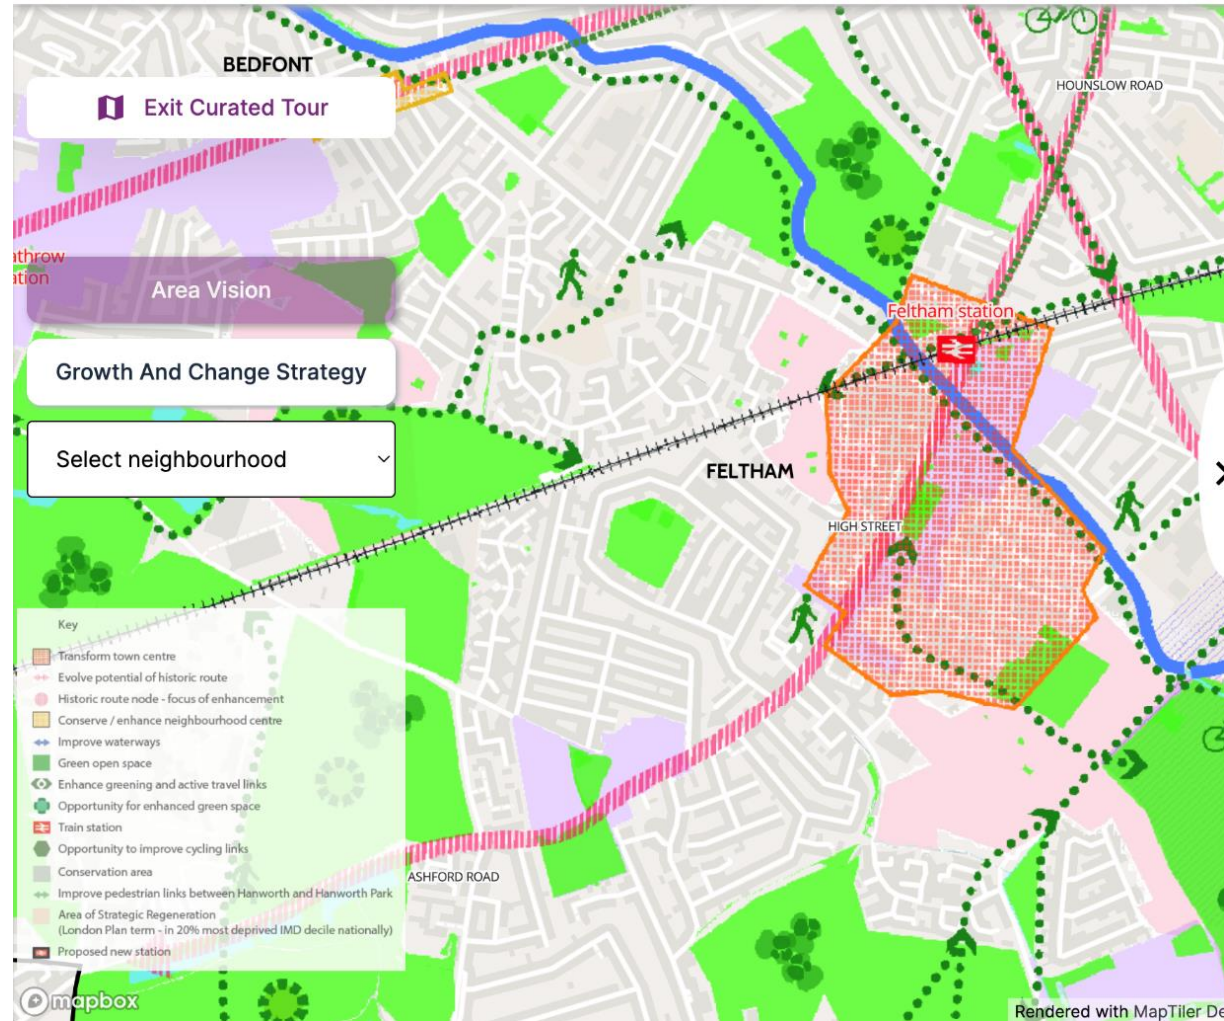 BEDFONT
Exit Curated Tour
HOUNSLOW ROAD
athrow
ation
Area Vision
Feltham station
Growth And Change Strategy
Select neighbourhood
FELTHAM
HIGH STREET
Key
Transform town centre
Evolve potential of historic route
Historic route node - focus of enhancement
Conserve / enhance neighbourhood centre
Improve waterways
Green open space
Enhance greening and active travel links
Opportunity for enhanced green space
Train station
Opportunity to improve cycling links
Conservation area
Improve pedestrian links between Hanworth and Hanworth Park
Area of Strategic Regeneration
(London Plan term - in 20% most deprived IMD decile nationally)
Proposed new station
ASHFORD ROAD
mapbox
Rendered with MapTiler De